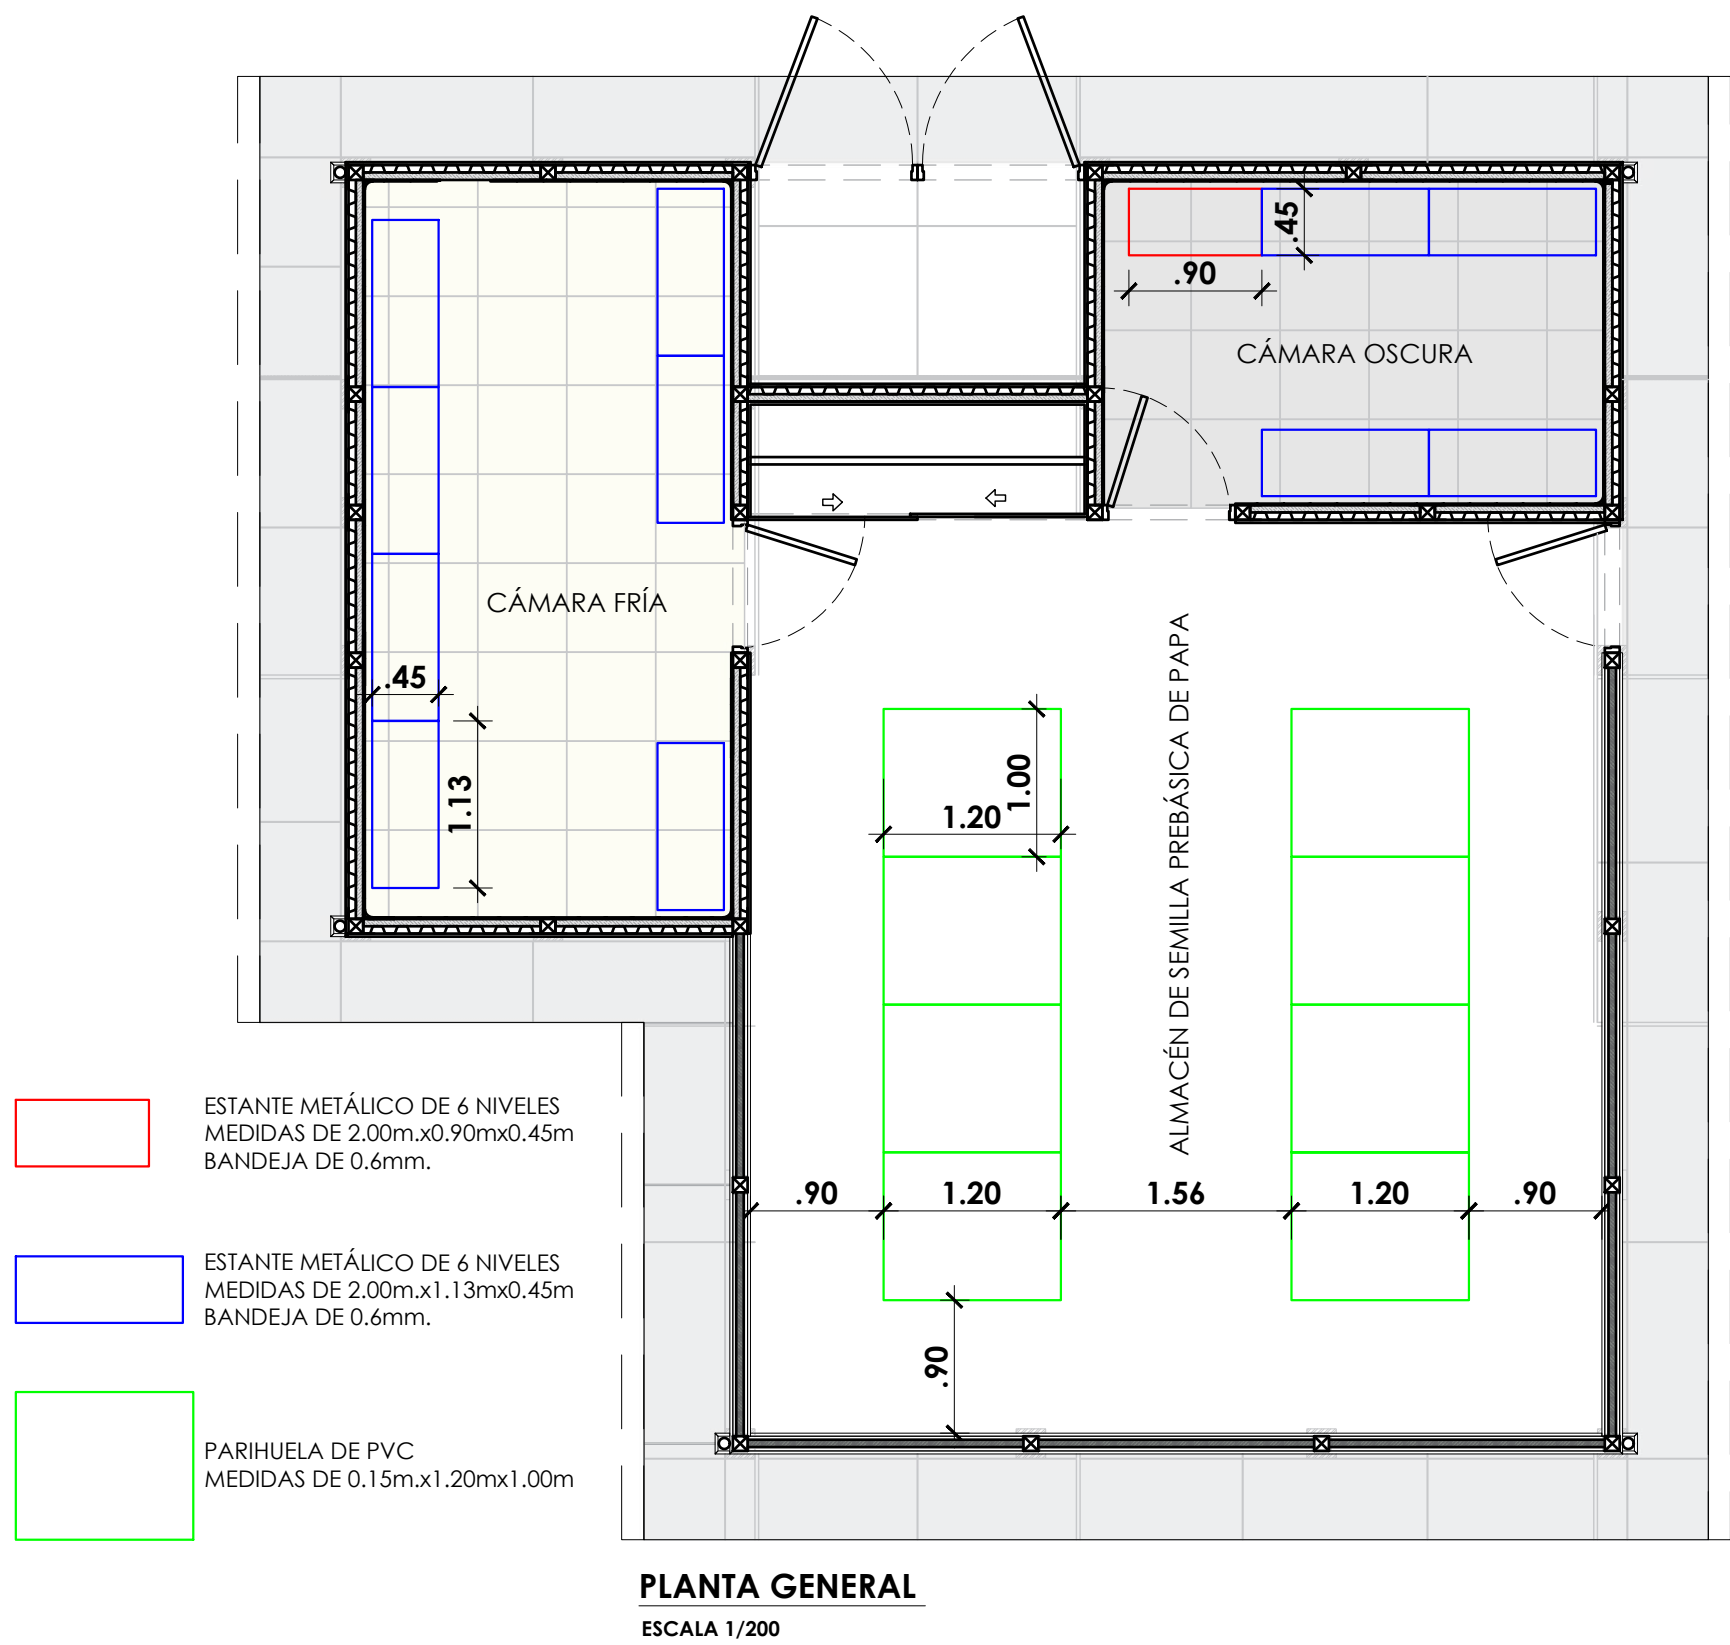 .45
.90
CÁMARA OSCURA
CÁMARA FRÍA
.45
1.13
ALMACÉN DE SEMILLA PREBÁSICA DE PAPA
1.00
1.20
.90
1.20
1.56
1.20
.90
.90
ESTANTE METÁLICO DE 6 NIVELES
MEDIDAS DE 2.00m.x0.90mx0.45m
BANDEJA DE 0.6mm.
ESTANTE METÁLICO DE 6 NIVELES
MEDIDAS DE 2.00m.x1.13mx0.45m
BANDEJA DE 0.6mm.
PARIHUELA DE PVC
MEDIDAS DE 0.15m.x1.20mx1.00m
PLANTA GENERAL
ESCALA 1/200